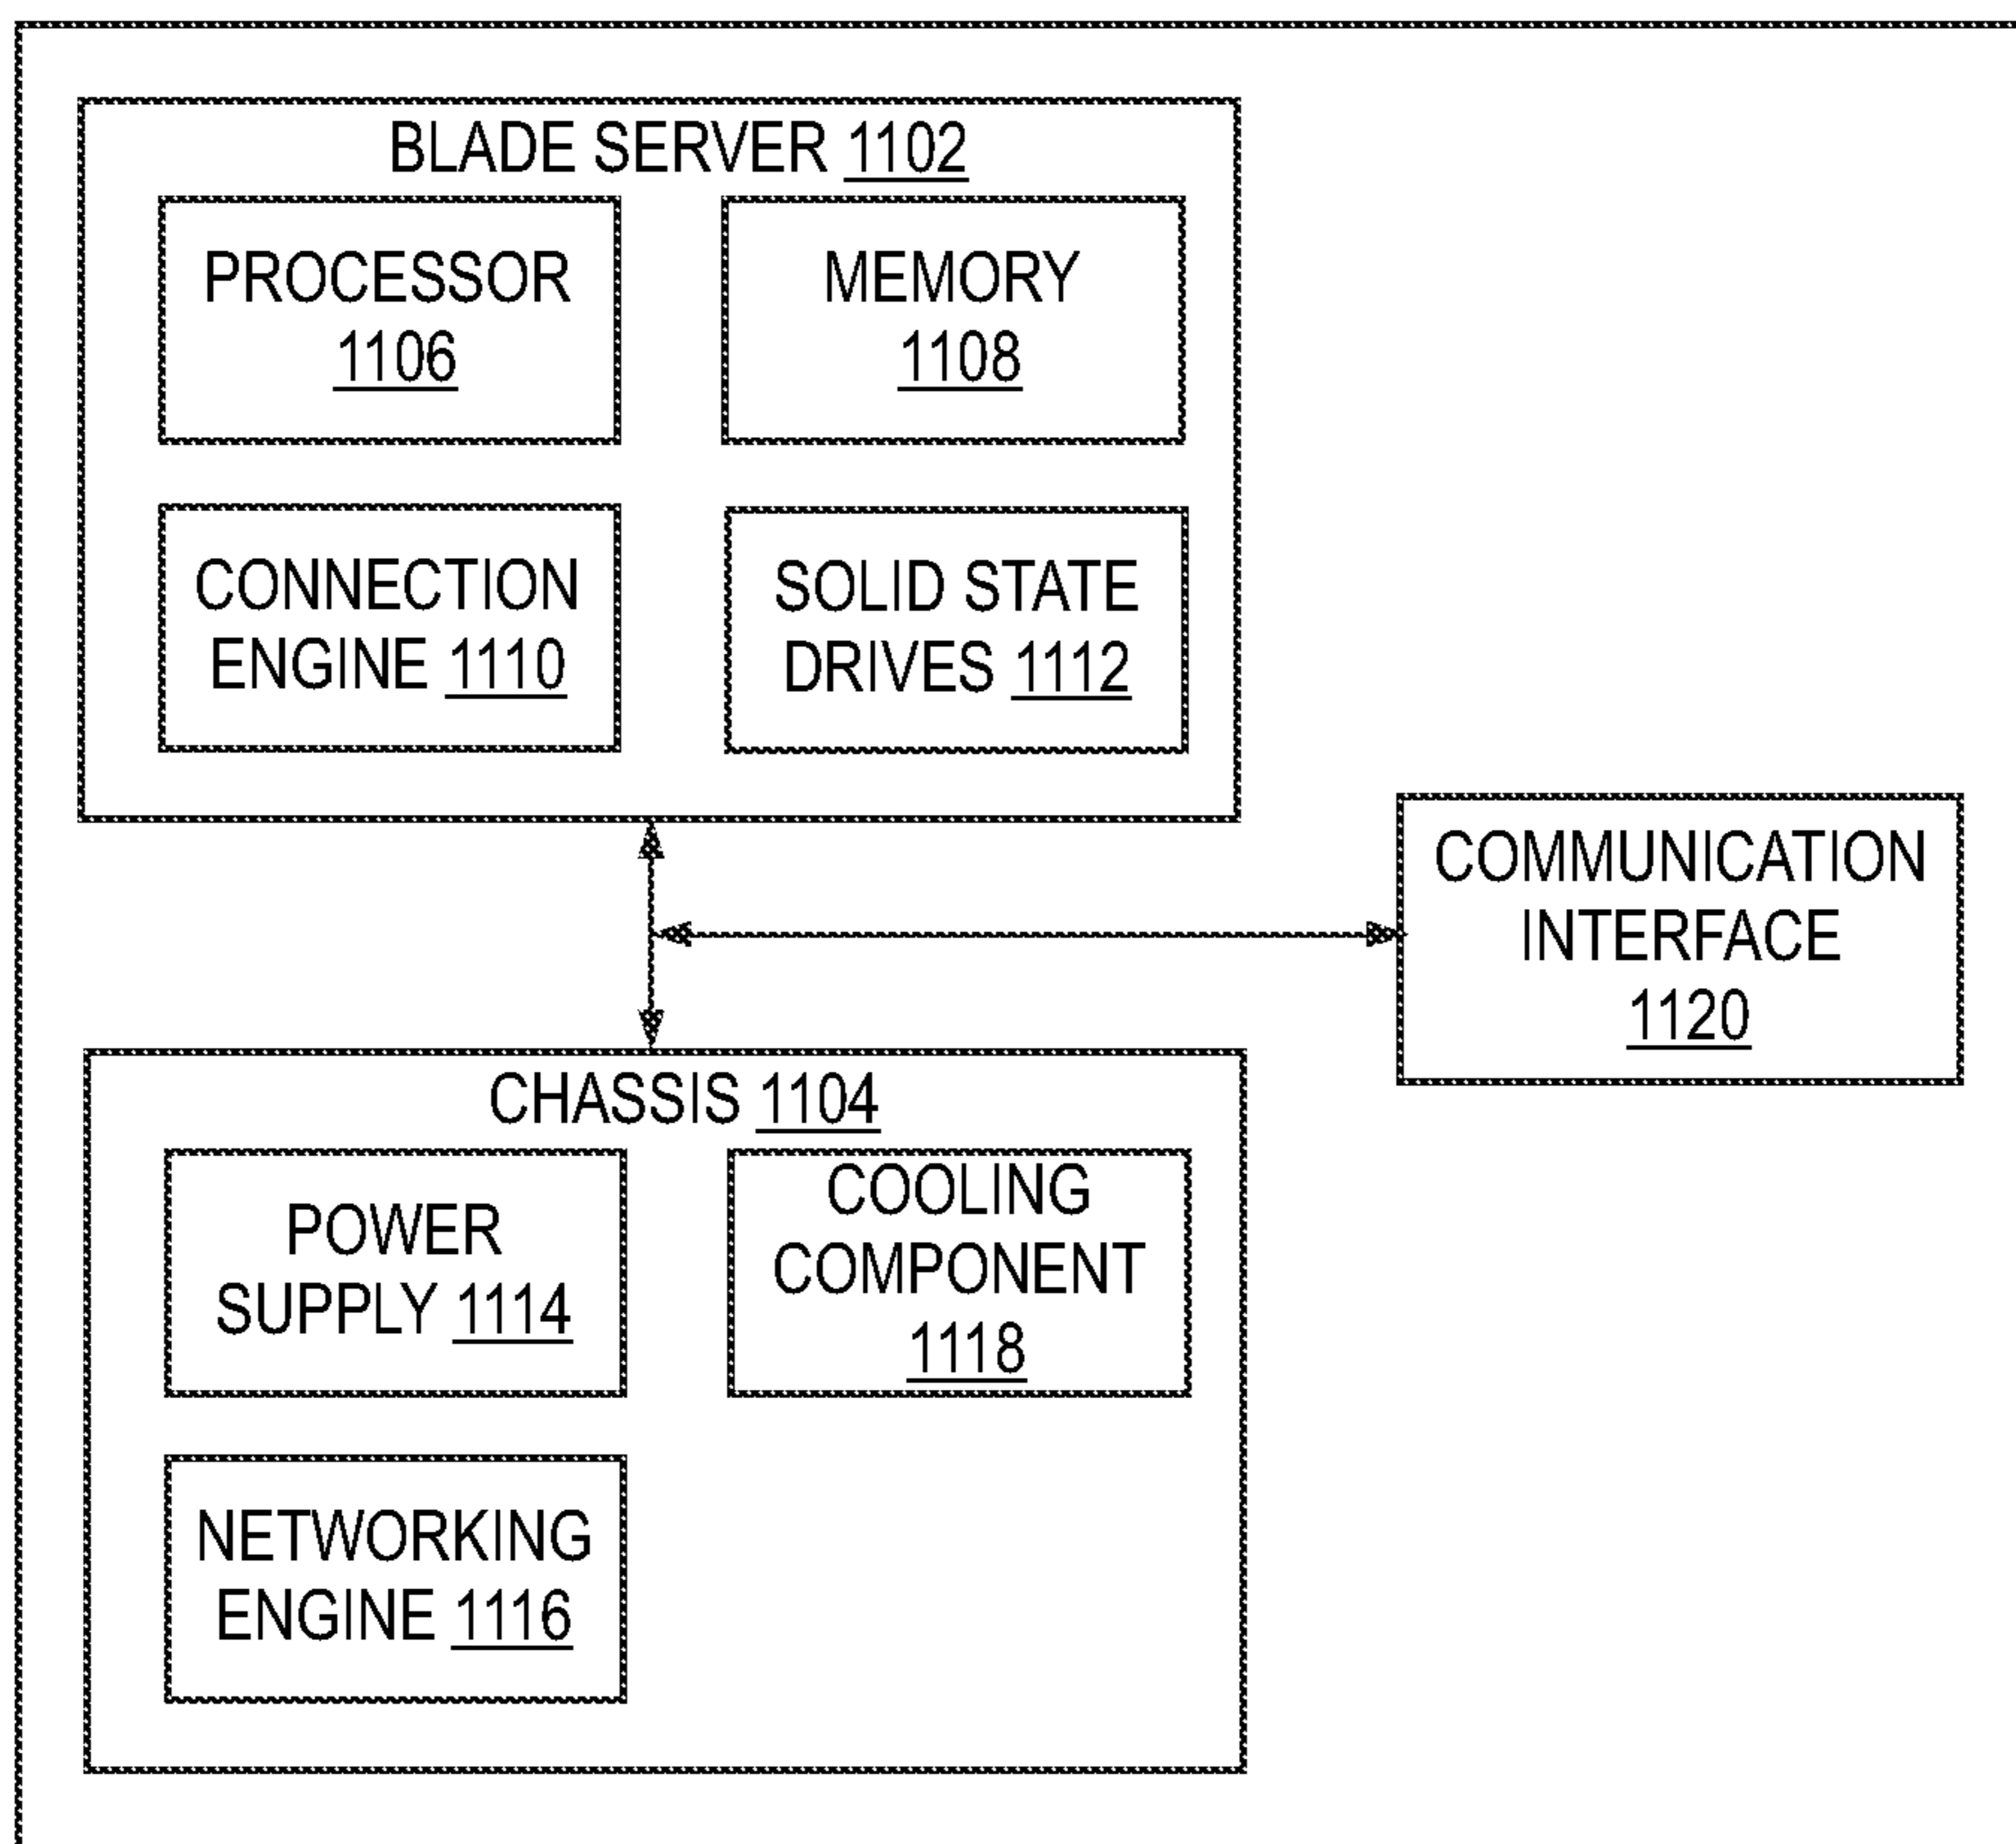 BLADE SERVER 1102
PROCESSOR
1106
MEMORY
1108
CONNECTION
ENGINE 1110
SOLID STATE
DRIVES 1112
COMMUNICATION
INTERFACE
1120
CHASSIS 1104
POWER
SUPPLY 1114
COOLING
COMPONENT
1118
NETWORKING
ENGINE 1116